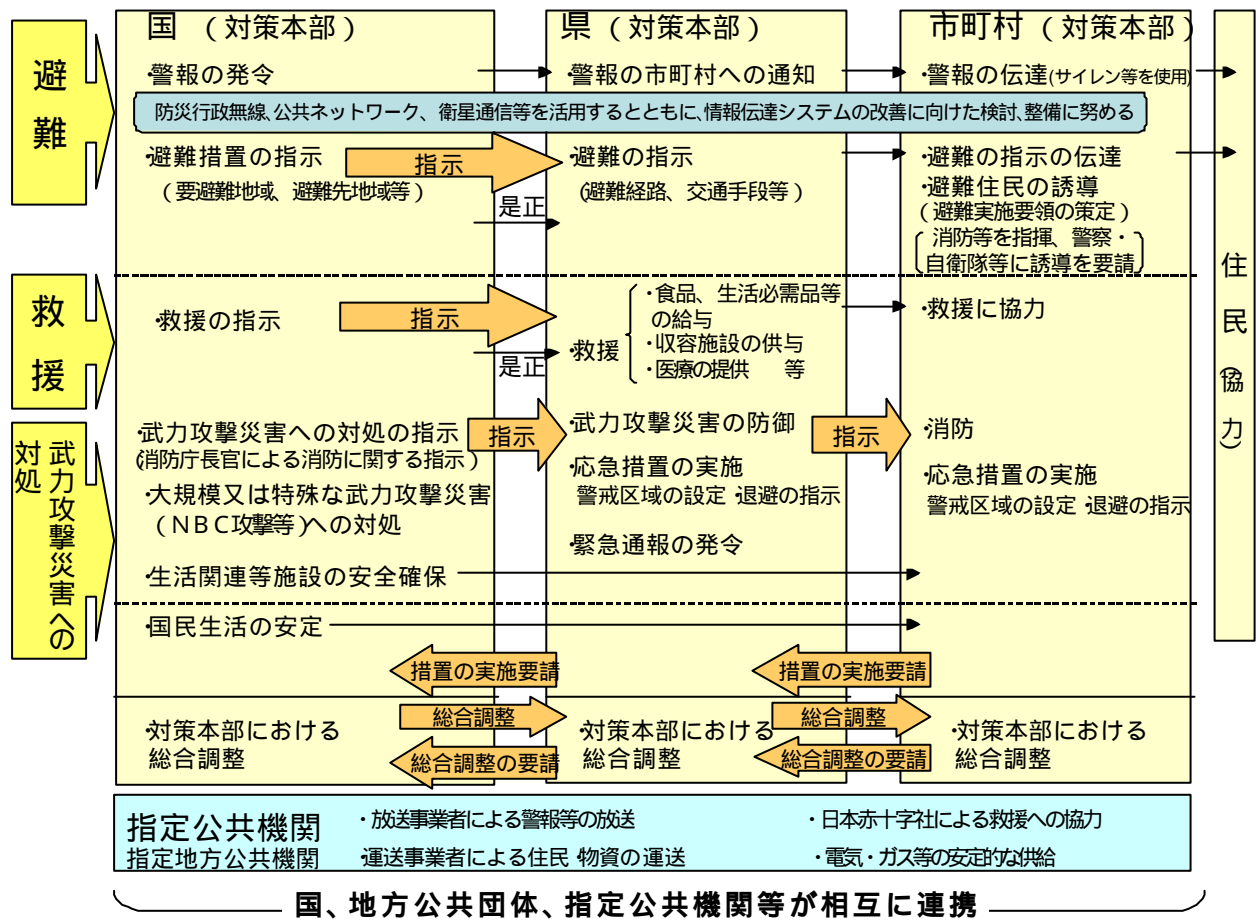 国 (対策本部)
県 (対策本部)
市町村 (対策本部)
避難
・警報の発令
・警報の市町村への通知
・警報の伝達(サイレン等を使用)
防災行政無線、公共ネットワーク、衛星通信等を活用するとともに、情報伝達システムの改善に向けた検討、整備に努める
・避難措置の指示
(要避難地域、避難先地域等)
指示
是正
・避難の指示
(避難経路、交通手段等)
・避難の指示の伝達
・避難住民の誘導
(避難実施要領の策定)
消防等を指揮、警察・
自衛隊等に誘導を要請
救援
・救援の指示
指示
是正
・救援
・食品、生活必需品等
の給与
・収容施設の供与
・医療の提供 等
・救援に協力
武力攻撃災害への
対処
・武力攻撃災害への対処の指示
(消防庁長官による消防に関する指示)
・大規模又は特殊な武力攻撃災害
(NBC攻撃等)への対処
指示
・武力攻撃災害の防御
・応急措置の実施
警戒区域の設定・退避の指示
・緊急通報の発令
指示
・消防
・応急措置の実施
警戒区域の設定・退避の指示
・生活関連等施設の安全確保
・国民生活の安定
措置の実施要請
措置の実施要請
・対策本部における
総合調整
総合調整
総合調整の要請
・対策本部における
総合調整
総合調整
総合調整の要請
・対策本部における
総合調整
住民(協力)
指定公共機関
指定地方公共機関
・放送事業者による警報等の放送
・運送事業者による住民・物資の運送
・日本赤十字社による救援への協力
・電気・ガス等の安定的な供給
国、地方公共団体、指定公共機関等が相互に連携